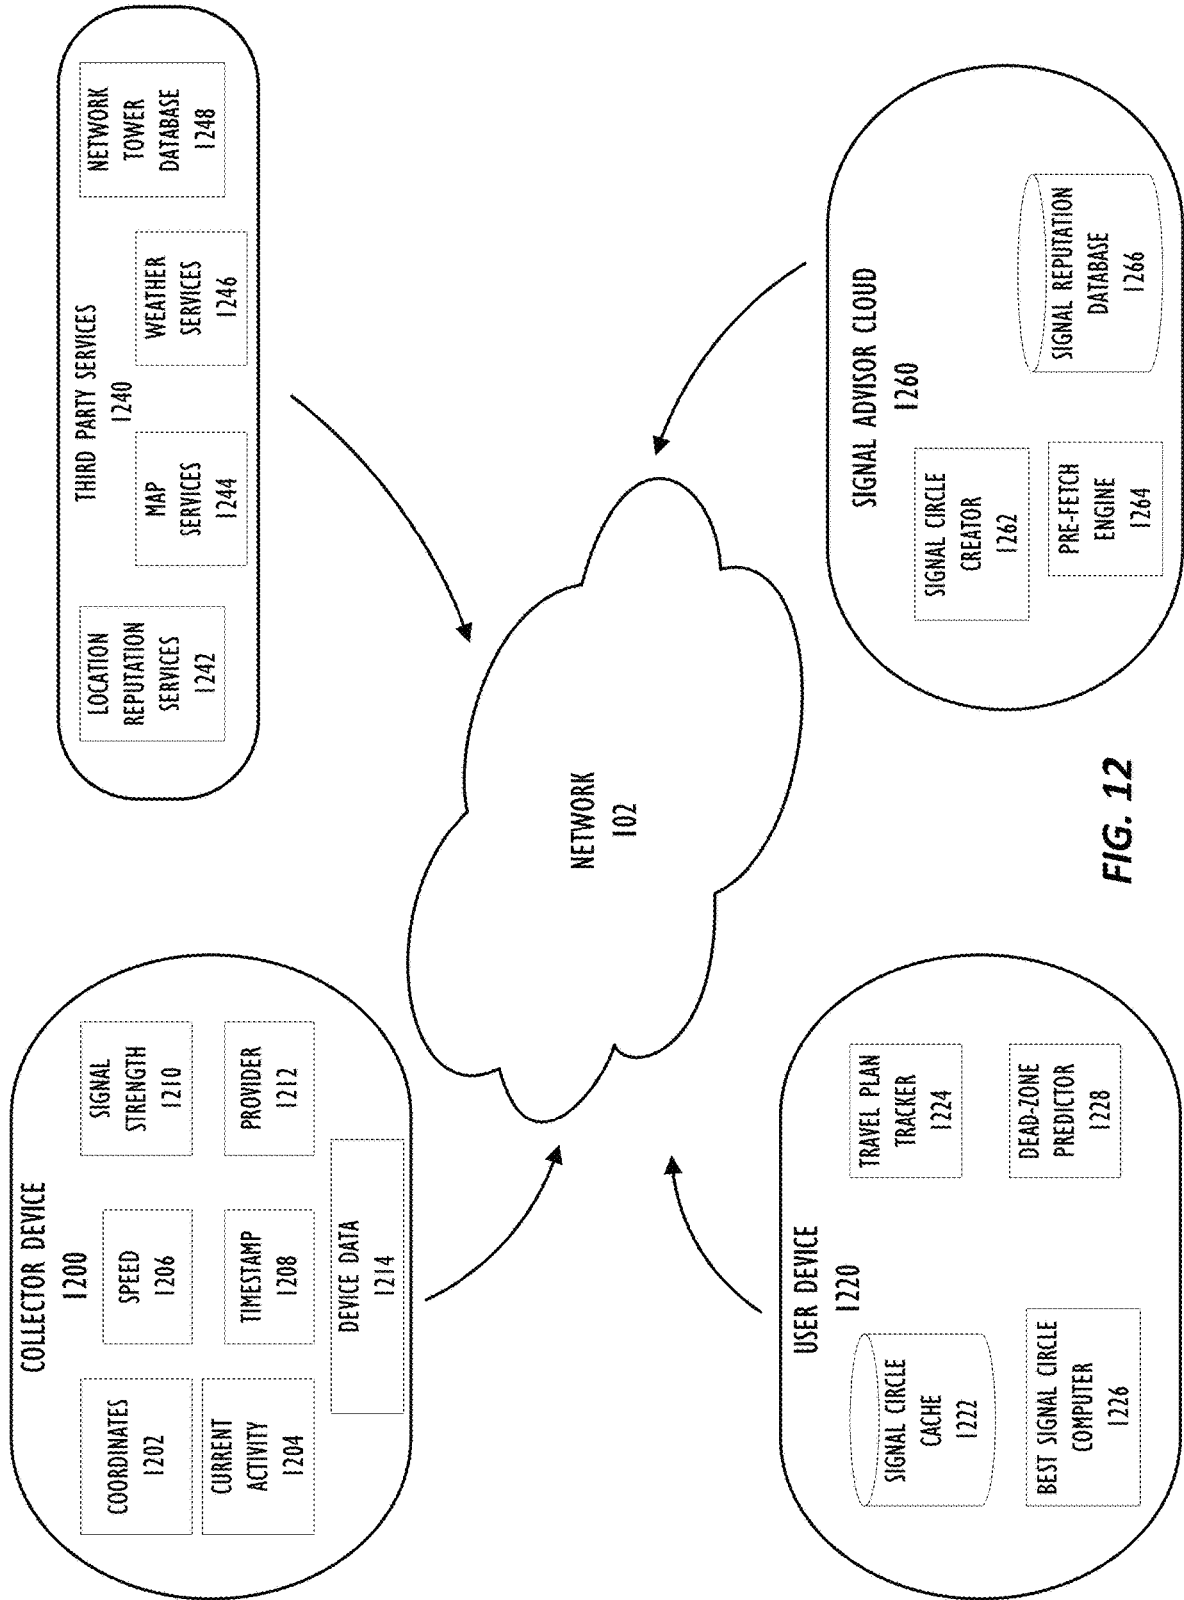 COLLECTOR DEVICE
1200
COORDINATES
1202
SPEED
1206
SIGNAL
STRENGTH
1210
CURRENT
ACTIVITY
1204
TIMESTAMP
1208
PROVIDER
1212
DEVICE DATA
1214
THIRD PARTY SERVICES
1240
LOCATION
REPUTATION
SERVICES
1242
MAP
SERVICES
1244
WEATHER
SERVICES
1246
NETWORK
TOWER
DATABASE
1248
NETWORK
102
USER DEVICE
1220
SIGNAL CIRCLE
CACHE
1222
TRAVEL PLAN
TRACKER
1224
BEST SIGNAL CIRCLE
COMPUTER
1226
DEAD-ZONE
PREDICTOR
1228
SIGNAL ADVISOR CLOUD
1260
SIGNAL CIRCLE
CREATOR
1262
PRE-FETCH
ENGINE
1264
SIGNAL REPUTATION
DATABASE
1266
FIG. 12